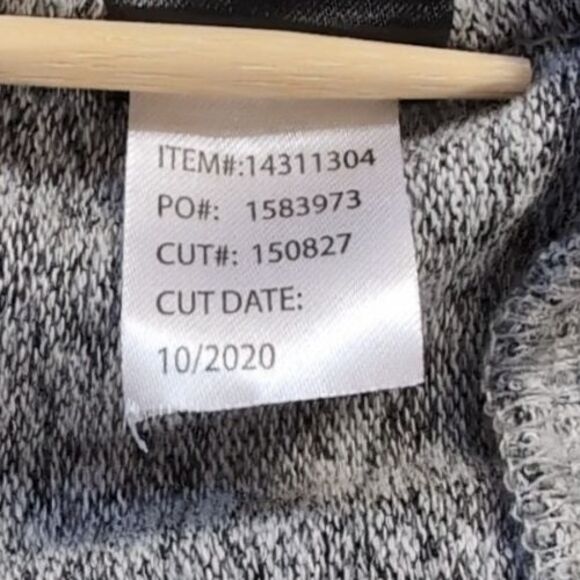 ITEM#:14311304
PO#: 1583973
CUT#: 150827
CUT DATE:
10/2020